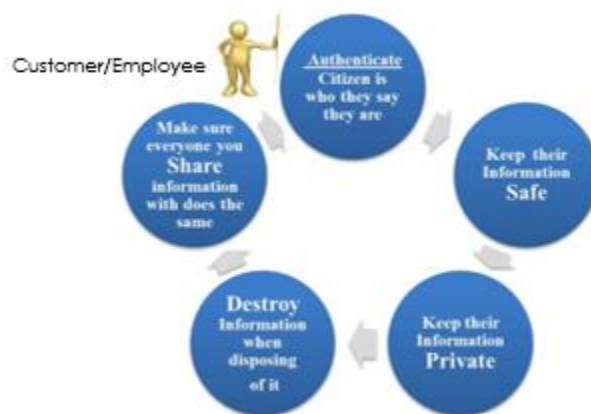 Customer/Employee
Authenticate
Citizen is
who they say
they are
Keep their
Information
Safe
Keep their
Information
Private
Destroy
Information
when
disposing
of it
Make sure
everyone you
Share
information
with does the
same